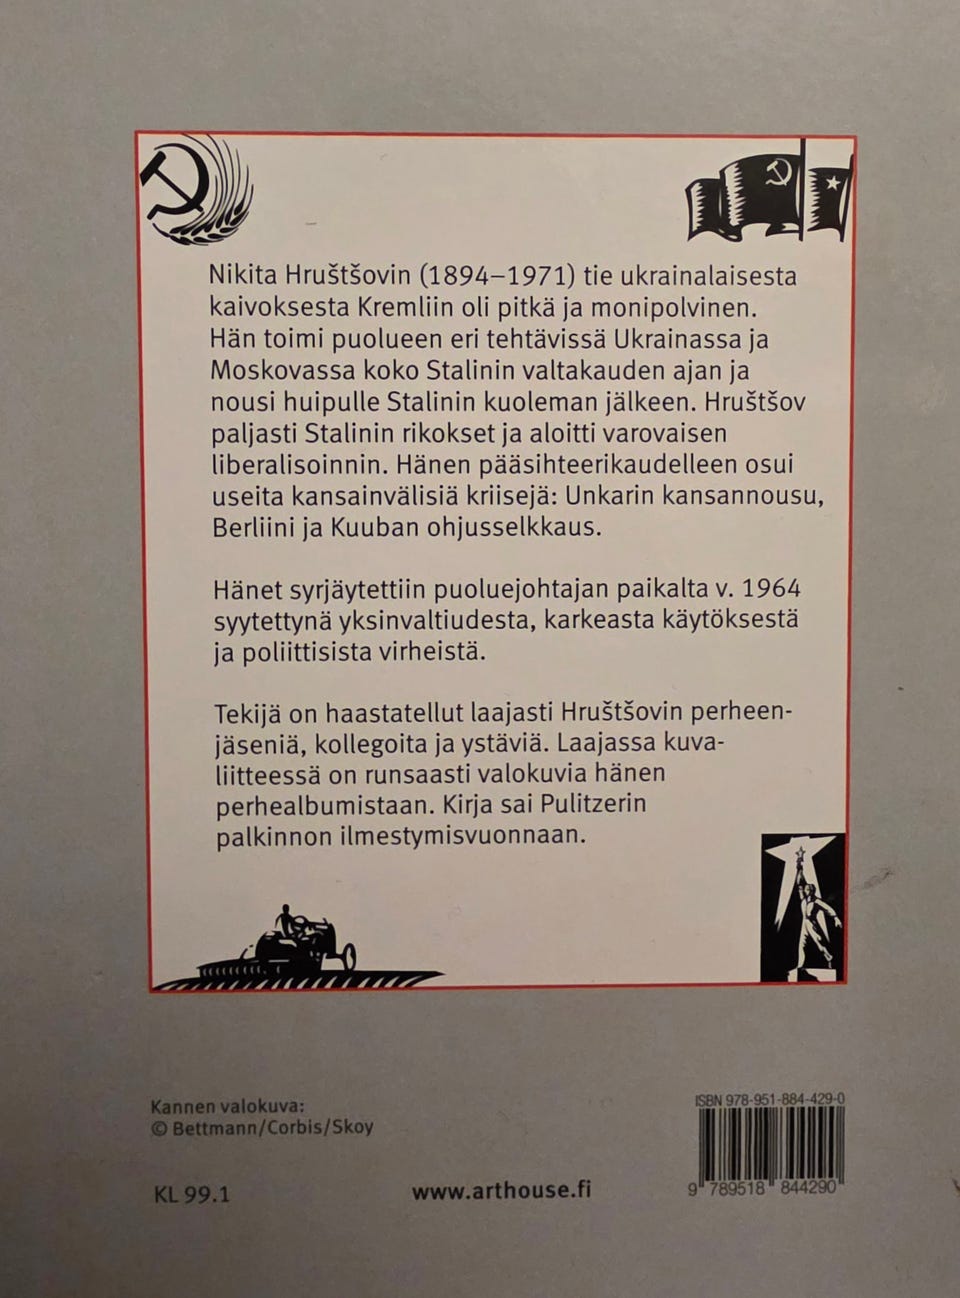 Nikita Hruštšovin (1894–1971) tie ukrainalaisesta
kaivoksesta Kremliin oli pitkä ja monipolvinen.
Hän toimi puolueen eri tehtävissä Ukrainassa ja
Moskovassa koko Stalinin valtakauden ajan ja
nousi huipulle Stalinin kuoleman jälkeen. Hruštšov
paljasti Stalinin rikokset ja aloitti varovaisen
liberalisoinnin. Hänen pääsihteerikaudelleen osui
useita kansainvälisiä kriisejä: Unkarin kansannousu,
Berliini ja Kuuban ohjusselkkaus.
Hänet syrjäytettiin puoluejohtajan paikalta v. 1964
syytettynä yksinvaltiudesta, karkeasta käytöksestä
ja poliittisista virheistä.
Tekijä on haastatellut laajasti Hruštšovin perheen-
jäseniä, kollegoita ja ystäviä. Laajassa kuva-
liitteessä on runsaasti valokuvia hänen
perhealbumistaan. Kirja sai Pulitzerin
palkinnon ilmestymisvuonnaan.
Kannen valokuva:
© Bettmann/Corbis/Skoy
KL 99.1
www.arthouse.fi
ISBN 978-951-884-429-0
9 789518 844290